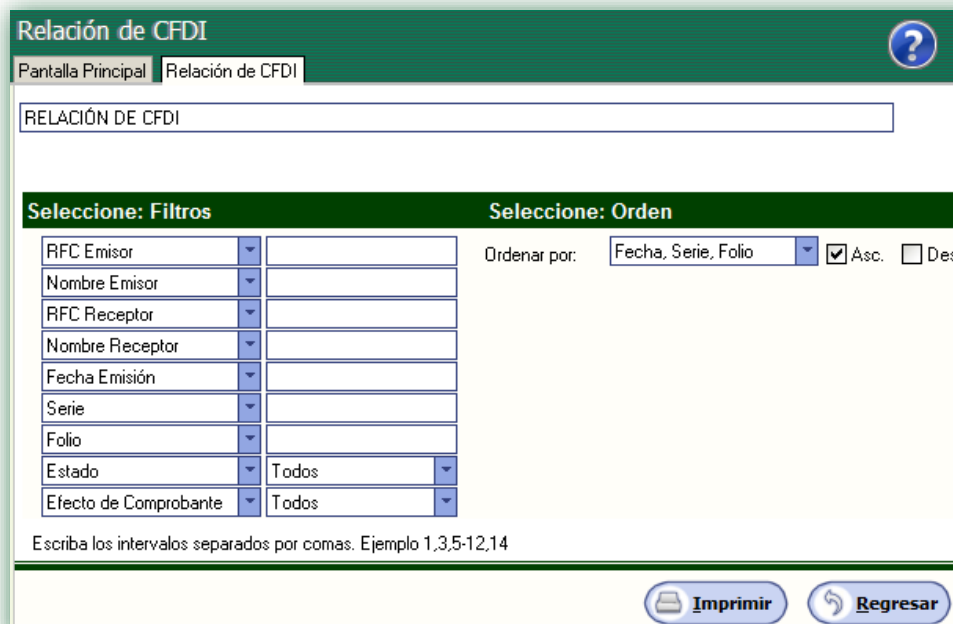 Relación de CFDI
Pantalla Principal Relación de CFDI
RELACIÓN DE CFDI
Seleccione: Filtros Seleccione: Orden
RFC Emisor Ordenar por: Fecha, Serie, Folio Asc. Des
Nombre Emisor
RFC Receptor
Nombre Receptor
Fecha Emisión
Serie
Folio
Estado Todos
Efecto de Comprobante Todos
Escriba los intervalos separados por comas. Ejemplo 1,3,5-12,14
Imprimir Regresar